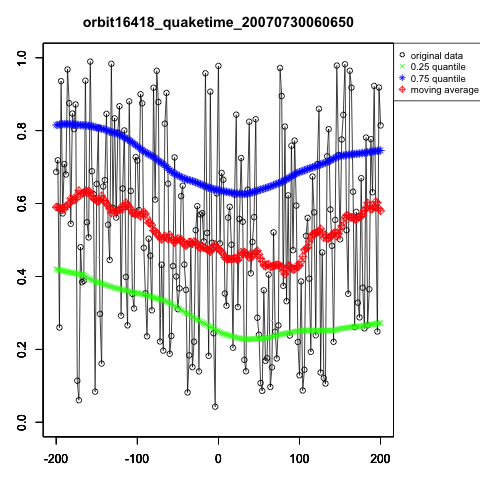 orbit16418_quaketime_20070730060650
original data
0.25 quantile
0.75 quantile
moving average
1.0
0.8
0.6
0.4
0.2
0.0
-200 -100 0 100 200